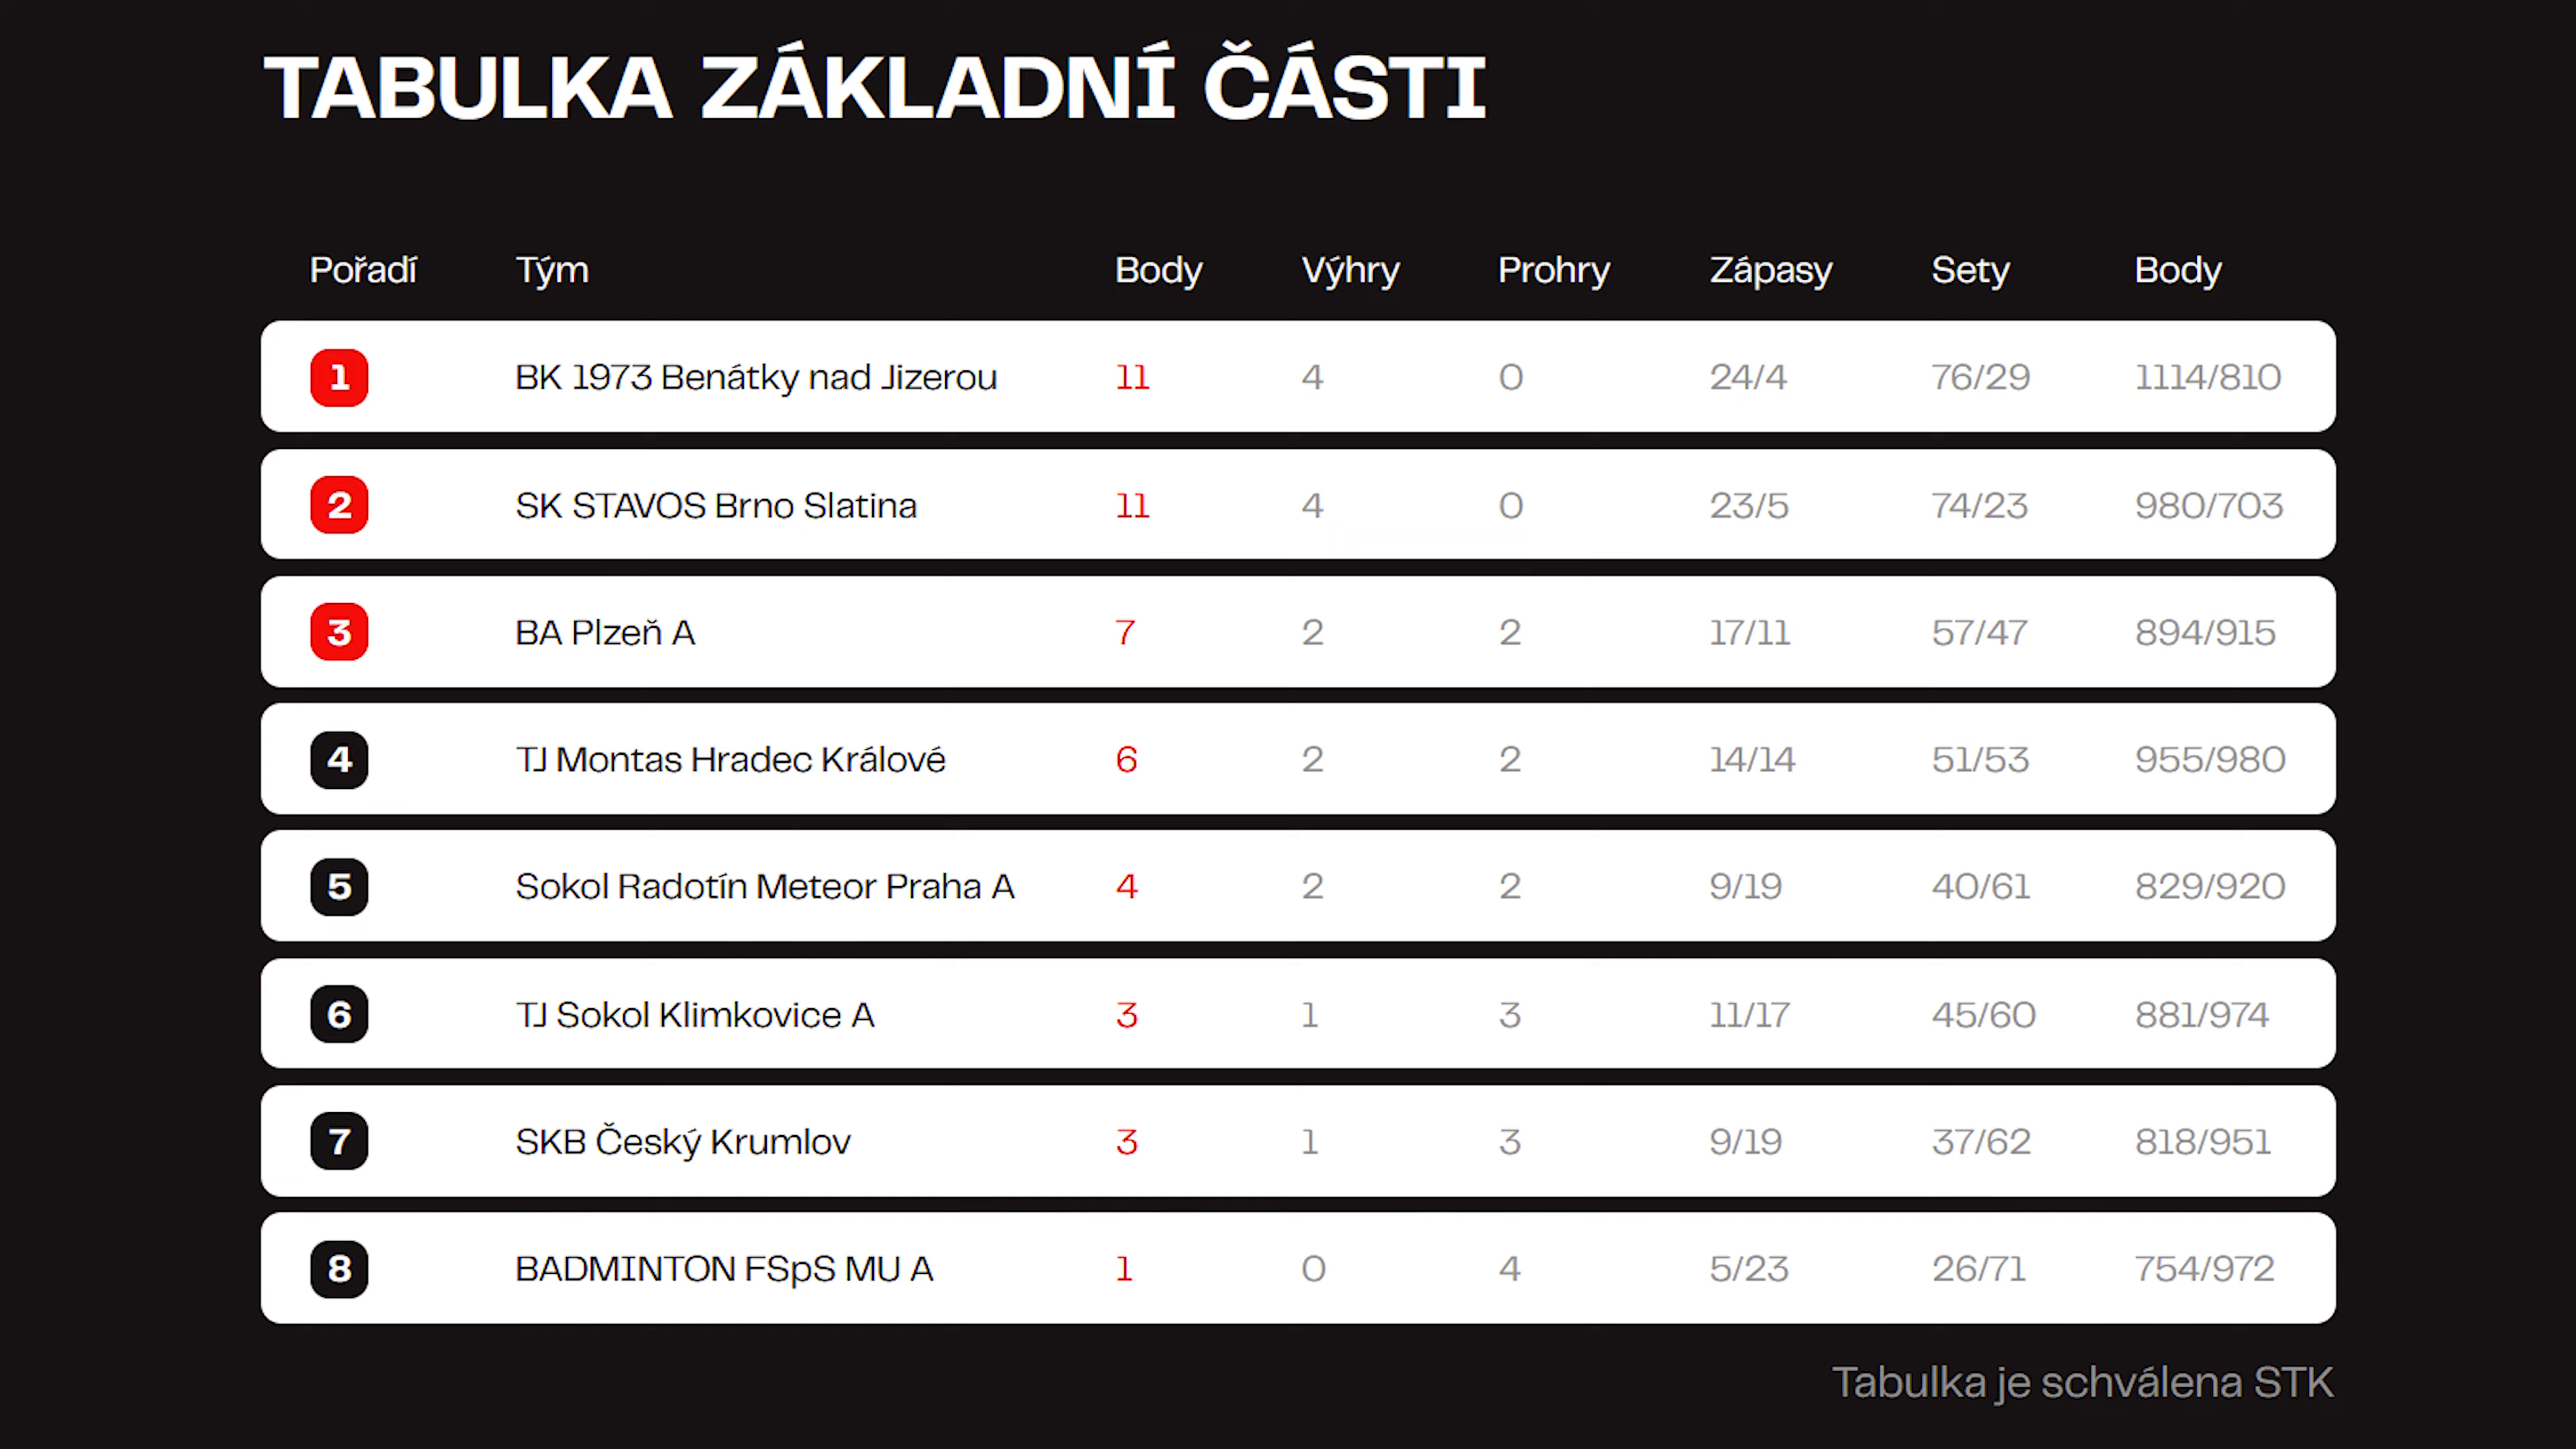 TABULKA ZÁKLADNÍ ČÁSTI
Pořadí Tým Body Výhry Prohry Zápasy Sety Body
1 BK 1973 Benátky nad Jizerou 11 4 0 24/4 76/29 1114/810
2 SK STAVOS Brno Slatina 11 4 0 23/5 74/23 980/703
3 BA Plzeň A 7 2 2 17/11 57/47 894/915
4 TJ Montas Hradec Králové 6 2 2 14/14 51/53 955/980
5 Sokol Radotín Meteor Praha A 4 2 2 9/19 40/61 829/920
6 TJ Sokol Klimkovice A 3 1 3 11/17 45/60 881/974
7 SKB Český Krumlov 3 1 3 9/19 37/62 818/951
8 BADMINTON FSpS MU A 1 0 4 5/23 26/71 754/972
Tabulka je schválena STK